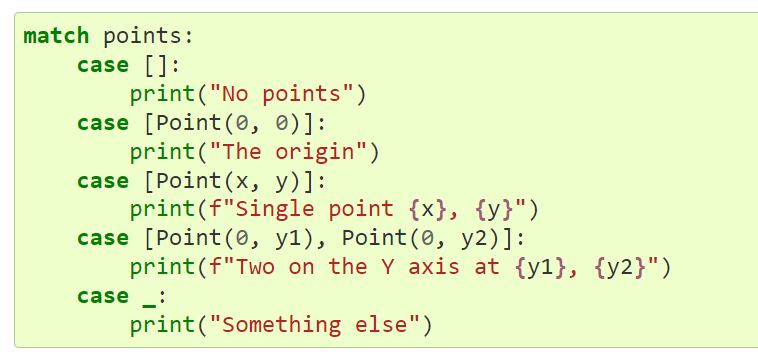 match points:
    case []:
        print("No points")
    case [Point(0, 0)]:
        print("The origin")
    case [Point(x, y)]:
        print(f"Single point {x}, {y}")
    case [Point(0, y1), Point(0, y2)]:
        print(f"Two on the Y axis at {y1}, {y2}")
    case _:
        print("Something else")